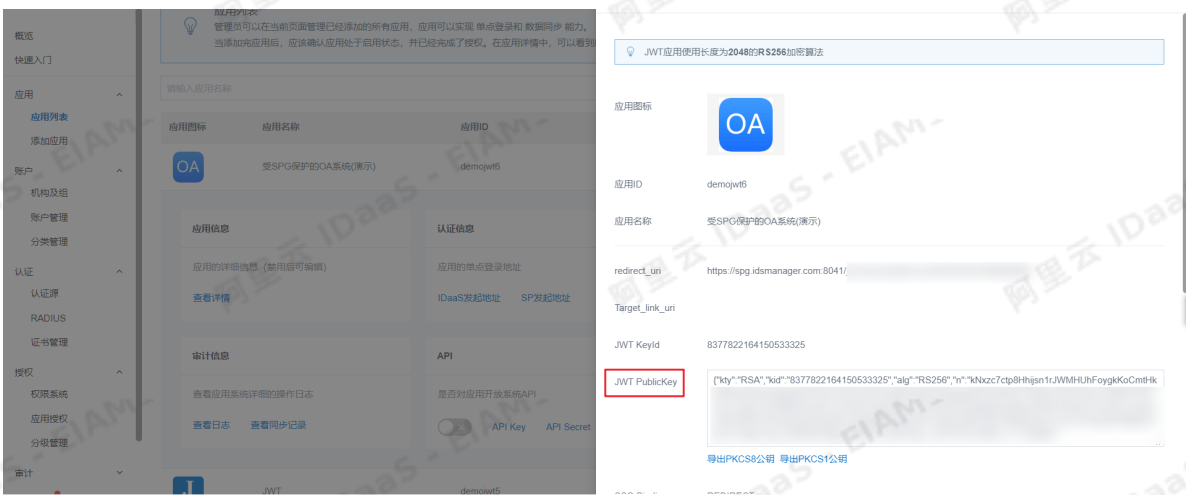 应用列表
管理员可以在当前页面管理已经添加的所有应用，应用可以实现 单点登录和 数据同步 能力。
当添加完应用后，应该确认应用处于启用状态，并已经完成了授权。在应用详情中，可以看到
概览
快速入门
应用
应用列表
添加应用
账户
机构及组
账户管理
分类管理
认证
认证源
RADIUS
证书管理
授权
权限系统
应用授权
分级管理
审计
请输入应用名称
应用图标 应用名称 应用ID
OA 受SPG保护的OA系统(演示) demojwt6
应用信息
应用的详细信息（禁用后可编辑）
查看详情
认证信息
应用的单点登录地址
IDaaS发起地址 SP发起地址
审计信息
查看应用系统详细的操作日志
查看日志 查看同步记录
API
是否对应用开放系统API
API Key API Secret
J JWT demojwt5
JWT应用使用长度为2048的RS256加密算法
应用图标
OA
应用ID demojwt6
应用名称 受SPG保护的OA系统(演示)
redirect_uri https://spg.idsmanager.com:8041/
Target_link_uri
JWT KeyId 8377822164150533325
JWT PublicKey {"kty":"RSA","kid":"8377822164150533325","alg":"RS256","n":"kNxzc7ctp8Hhijsn1rJWMHUhFoygkKoCmtHk
导出PKCS8公钥 导出PKCS1公钥
阿里云 IDaaS - EIAM -